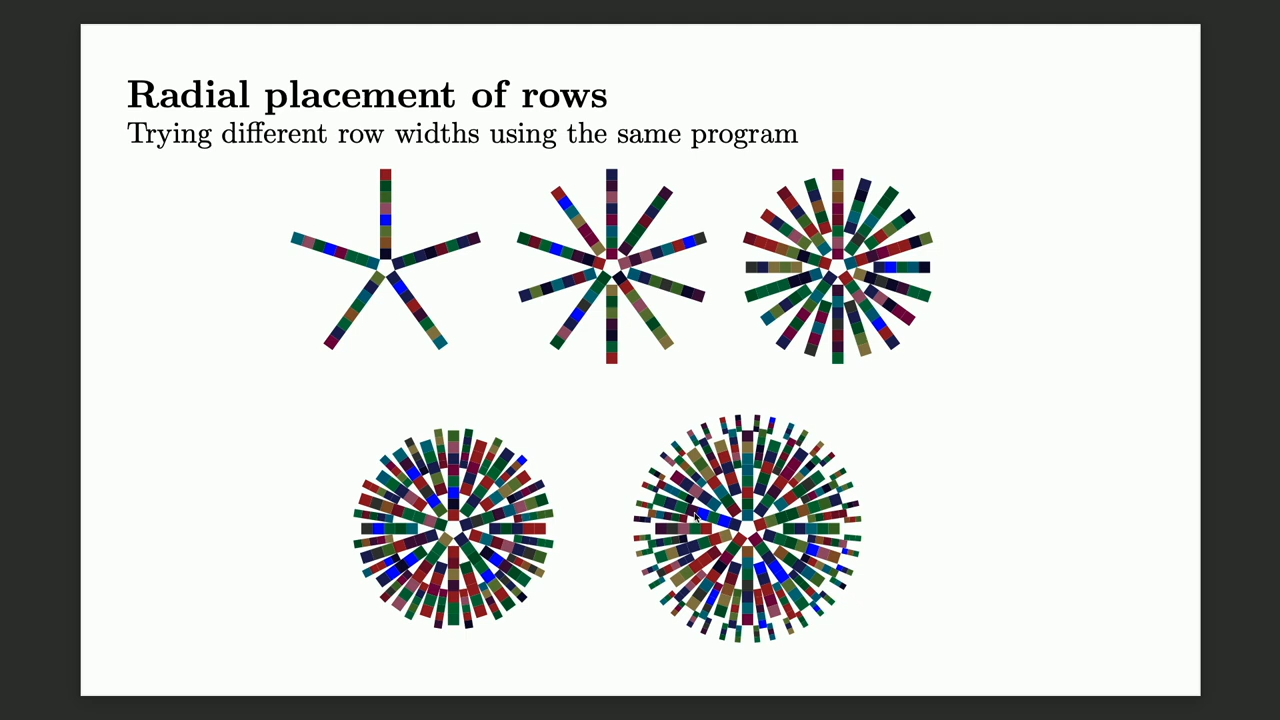 Radial placement of rows
Trying different row widths using the same program